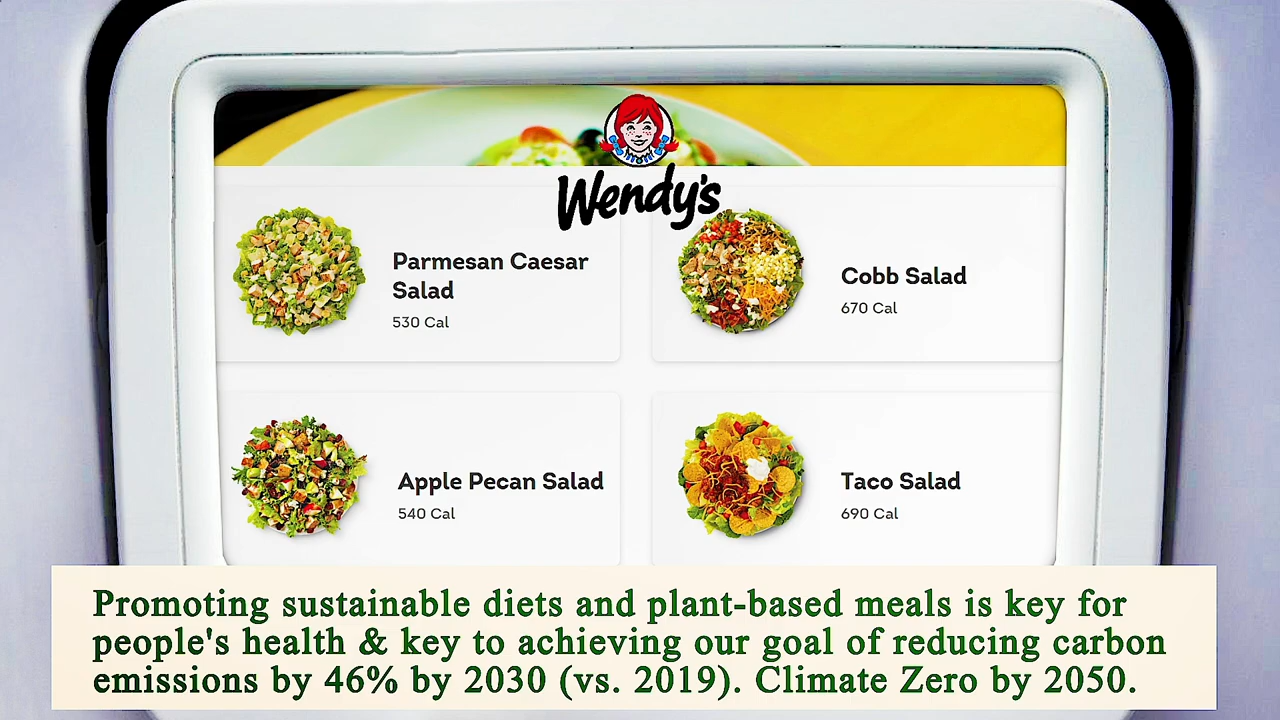 Wendy's
Parmesan Caesar
Salad
530 Cal
Cobb Salad
670 Cal
Apple Pecan Salad
540 Cal
Taco Salad
690 Cal
Promoting sustainable diets and plant-based meals is key for
people's health & key to achieving our goal of reducing carbon
emissions by 46% by 2030 (vs. 2019). Climate Zero by 2050.